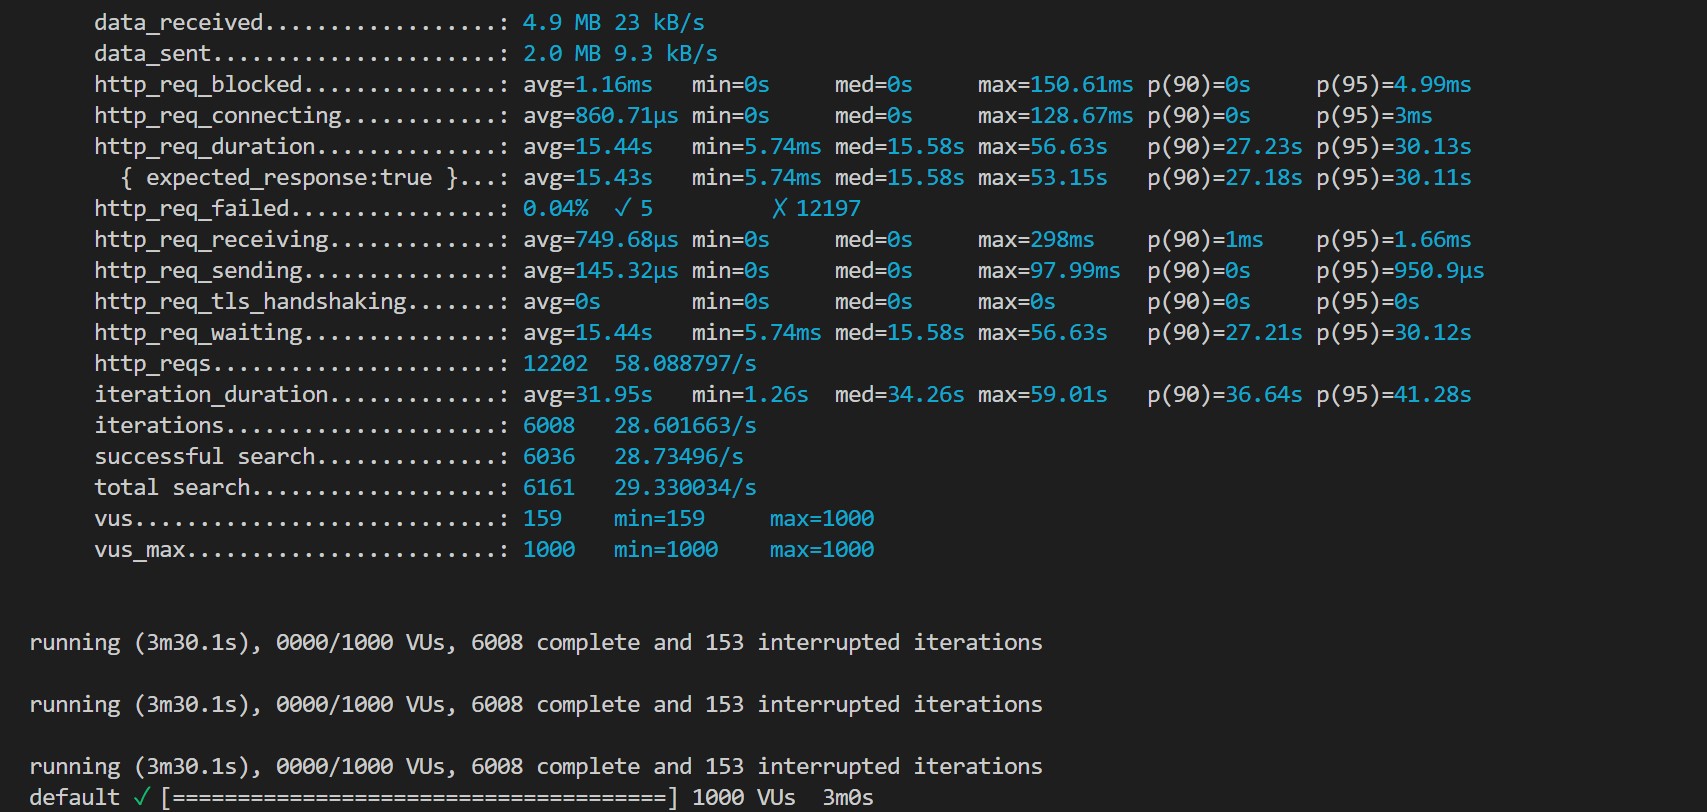 data_received..................: 4.9 MB 23 kB/s
data_sent......................: 2.0 MB 9.3 kB/s
http_req_blocked...............: avg=1.16ms min=0s med=0s max=150.61ms p(90)=0s p(95)=4.99ms
http_req_connecting............: avg=860.71µs min=0s med=0s max=128.67ms p(90)=0s p(95)=3ms
http_req_duration..............: avg=15.44s min=5.74ms med=15.58s max=56.63s p(90)=27.23s p(95)=30.13s
{ expected_response:true }...: avg=15.43s min=5.74ms med=15.58s max=53.15s p(90)=27.18s p(95)=30.11s
http_req_failed................: 0.04% ✓ 5 ✗ 12197
http_req_receiving.............: avg=749.68µs min=0s med=0s max=298ms p(90)=1ms p(95)=1.66ms
http_req_sending...............: avg=145.32µs min=0s med=0s max=97.99ms p(90)=0s p(95)=950.9µs
http_req_tls_handshaking.......: avg=0s min=0s med=0s max=0s p(90)=0s p(95)=0s
http_req_waiting...............: avg=15.44s min=5.74ms med=15.58s max=56.63s p(90)=27.21s p(95)=30.12s
http_reqs......................: 12202 58.088797/s
iteration_duration.............: avg=31.95s min=1.26s med=34.26s max=59.01s p(90)=36.64s p(95)=41.28s
iterations.....................: 6008 28.601663/s
successful search..............: 6036 28.73496/s
total search...................: 6161 29.330034/s
vus............................: 159 min=159 max=1000
vus_max........................: 1000 min=1000 max=1000
running (3m30.1s), 0000/1000 VUs, 6008 complete and 153 interrupted iterations
running (3m30.1s), 0000/1000 VUs, 6008 complete and 153 interrupted iterations
running (3m30.1s), 0000/1000 VUs, 6008 complete and 153 interrupted iterations
default ✓ [======================================] 1000 VUs 3m0s